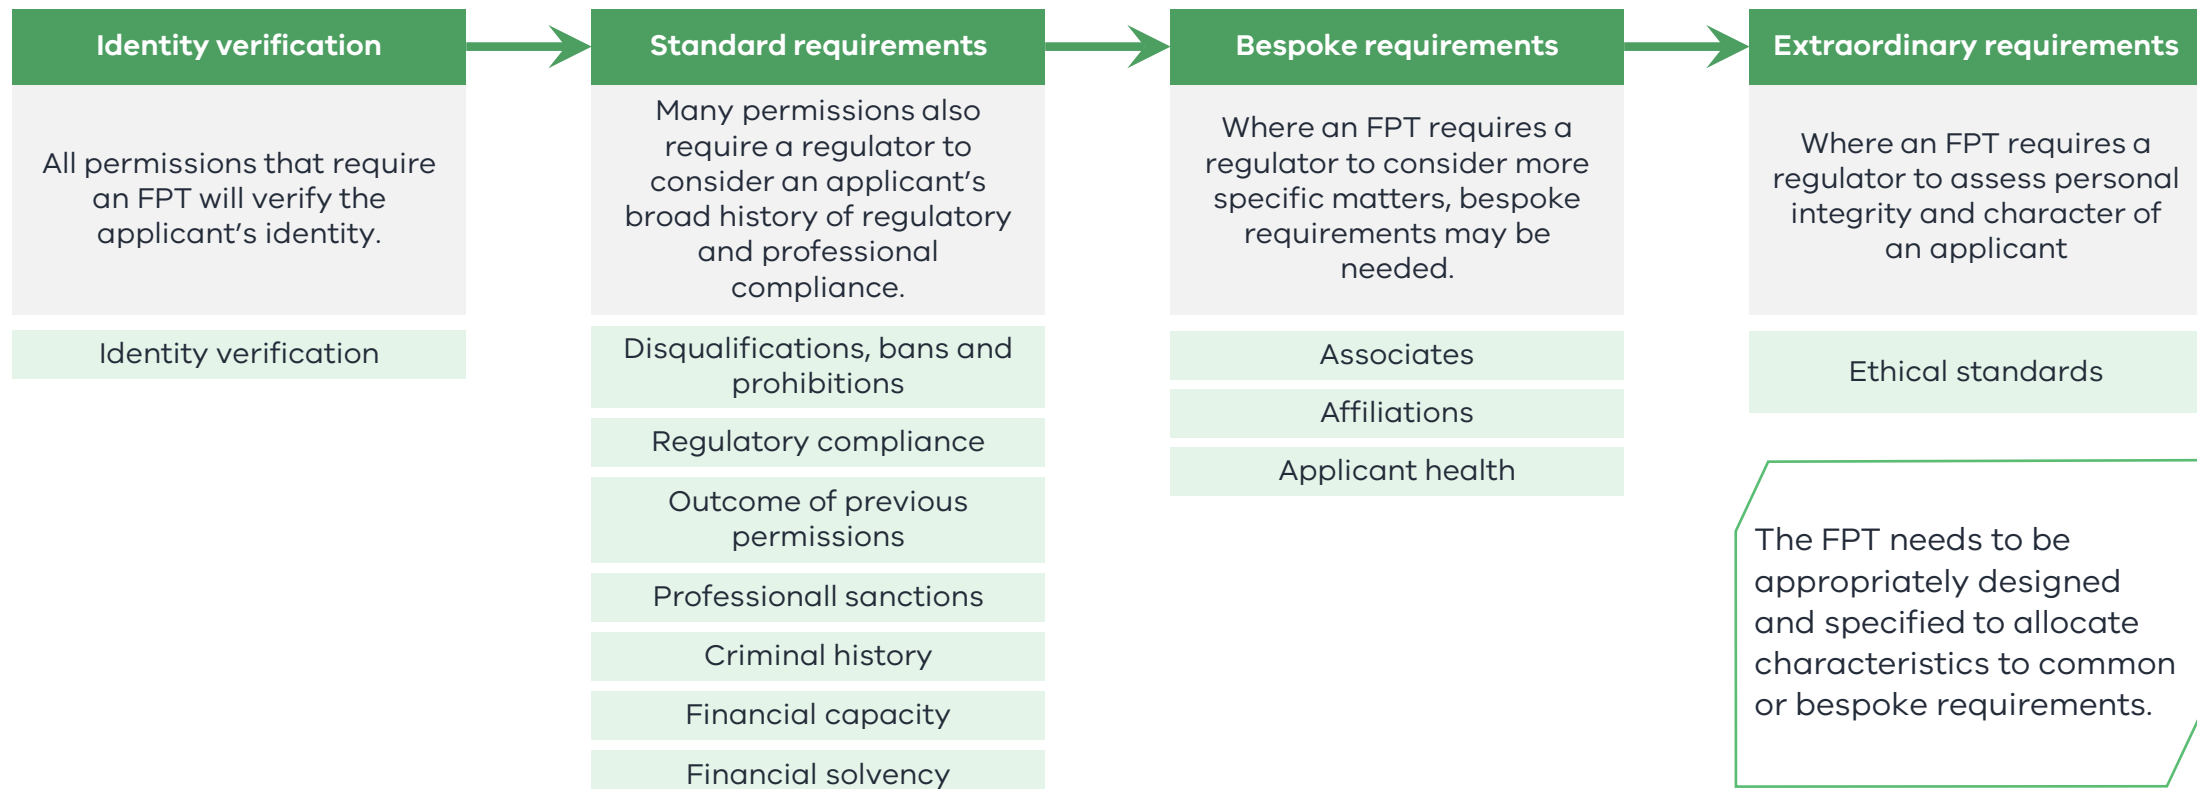 Identity verification
All permissions that require
an FPT will verify the
applicant’s identity.
Identity verification
Standard requirements
Many permissions also
require a regulator to
consider an applicant’s
broad history of regulatory
and professional
compliance.
Disqualifications, bans and
prohibitions
Regulatory compliance
Outcome of previous
permissions
Professionall sanctions
Criminal history
Financial capacity
Financial solvency
Bespoke requirements
Where an FPT requires a
regulator to consider more
specific matters, bespoke
requirements may be
needed.
Associates
Affiliations
Applicant health
Extraordinary requirements
Where an FPT requires a
regulator to assess personal
integrity and character of
an applicant
Ethical standards
The FPT needs to be
appropriately designed
and specified to allocate
characteristics to common
or bespoke requirements.